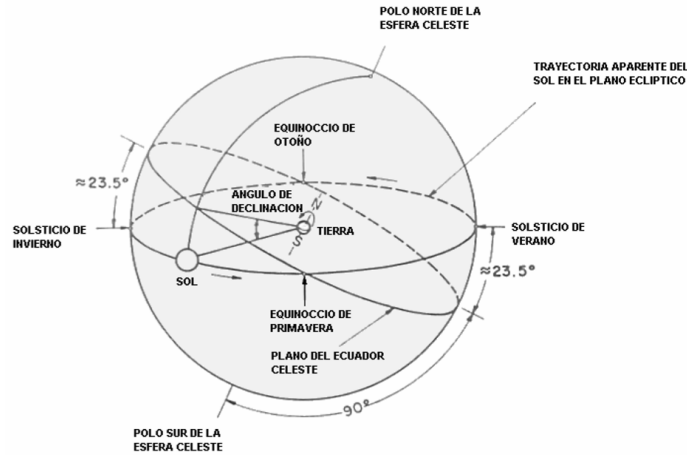 POLO NORTE DE LA
ESFERA CELESTE
TRAYECTORIA APARENTE DEL
SOL EN EL PLANO ECLIPTICO
EQUINOCCIO DE
OTOÑO
≈23.5°
ANGULO DE
DECLINACION
N
S
TIERRA
SOLSTICIO DE
INVIERNO
SOLSTICIO DE
VERANO
≈23.5°
SOL
EQUINOCCIO DE
PRIMAVERA
PLANO DEL ECUADOR
CELESTE
90º
POLO SUR DE LA
ESFERA CELESTE